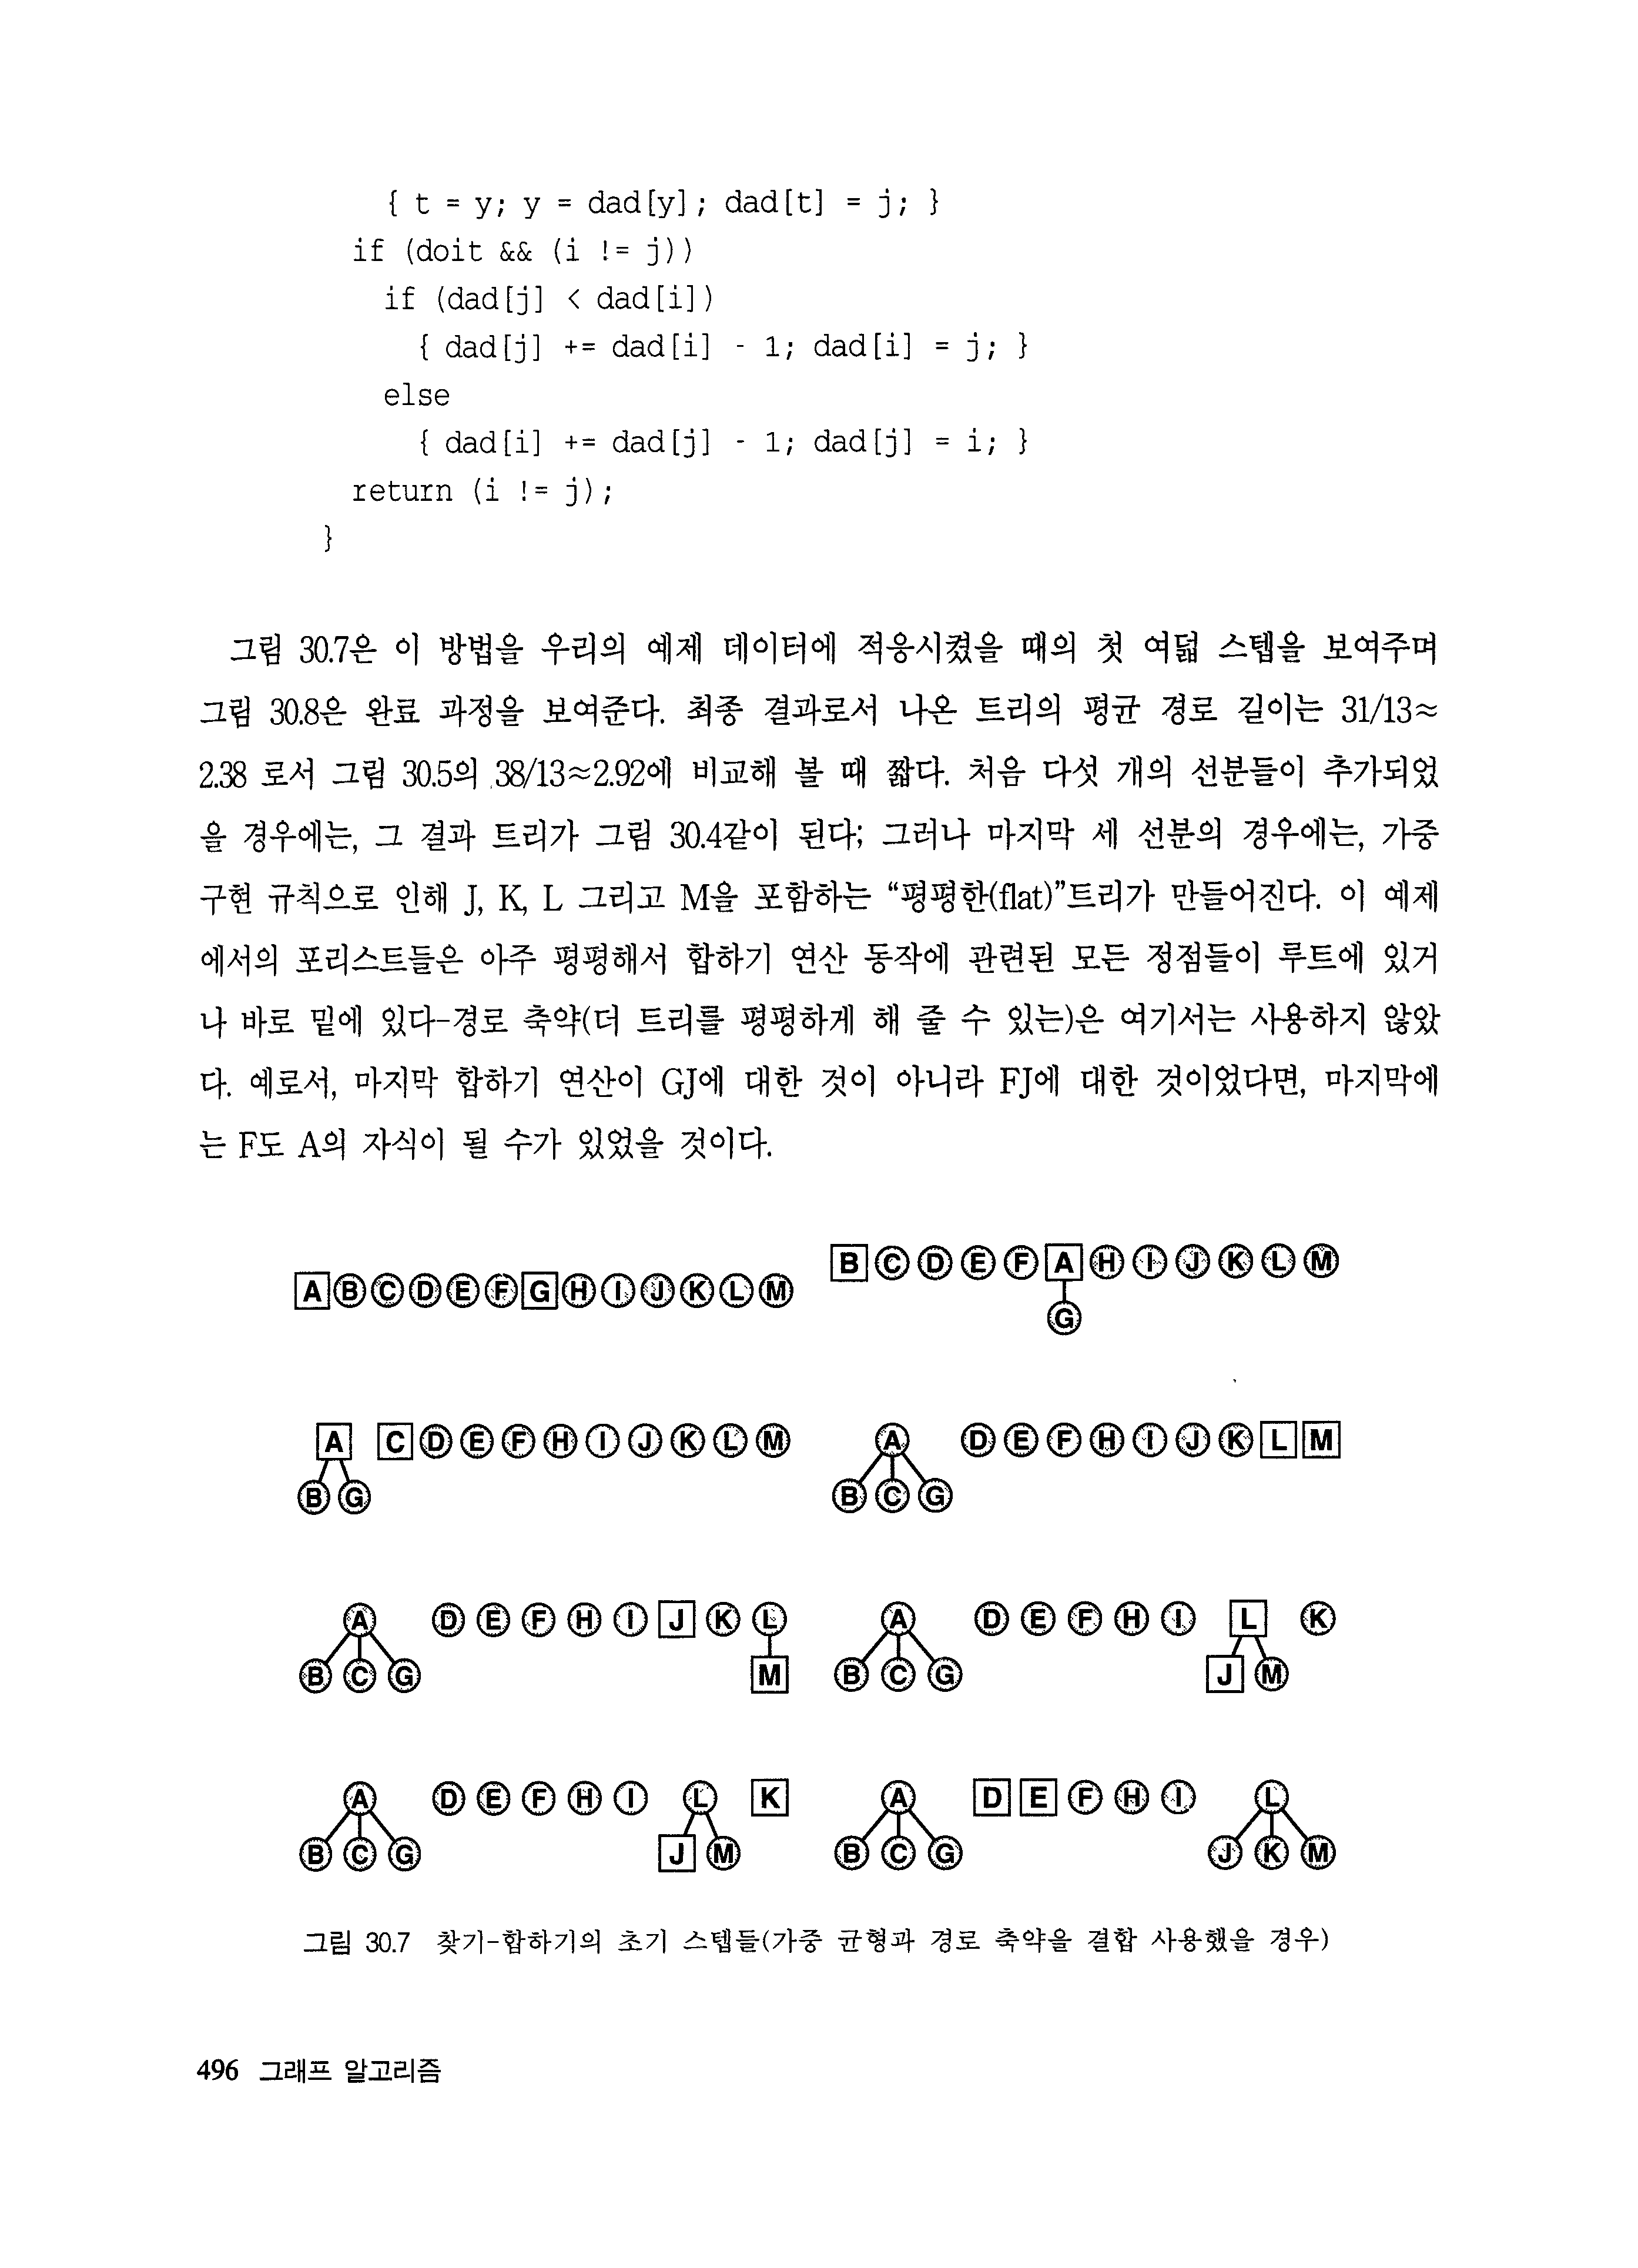 { t = y; y = dad[y]; dad[t] = j; }
if (doit && (i != j))
if (dad[j] < dad[i])
{ dad[j] += dad[i] - 1; dad[i] = j; }
else
{ dad[i] += dad[j] - 1; dad[j] = i; }
return (i != j);
}
그림 30.7은 이 방법을 우리의 예제 데이터에 적응시켰을 때의 첫 여덟 스텝을 보여주며
그림 30.8은 완료 과정을 보여준다. 최종 결과로서 나온 트리의 평균 경로 길이는 31/13≈
2.38 로서 그림 30.5의 38/13≈2.92에 비교해 볼 때 짧다. 처음 다섯 개의 선분들이 추가되었
을 경우에는, 그 결과 트리가 그림 30.4같이 된다; 그러나 마지막 세 선분의 경우에는, 가중
구현 규칙으로 인해 J, K, L 그리고 M을 포함하는 “평평한(flat)”트리가 만들어진다. 이 예제
에서의 포리스트들은 아주 평평해서 합하기 연산 동작에 관련된 모든 정점들이 루트에 있거
나 바로 밑에 있다-경로 축약(더 트리를 평평하게 해 줄 수 있는)은 여기서는 사용하지 않았
다. 예로서, 마지막 합하기 연산이 GJ에 대한 것이 아니라 FJ에 대한 것이었다면, 마지막에
는 F도 A의 자식이 될 수가 있었을 것이다.
A B C D E F G H I J K L M
B C D E F A H I J K L M
G
A C D E F H I J K L M
B G
A D E F H I J K L M
B C G
A D E F H I J K L
B C G M
A D E F H I L K
B C G J M
A D E F H I L K
B C G J M
A D E F H I L
B C G J K M
그림 30.7 찾기-합하기의 초기 스텝들(가중 균형과 경로 축약을 결합 사용했을 경우)
496 그래프 알고리즘